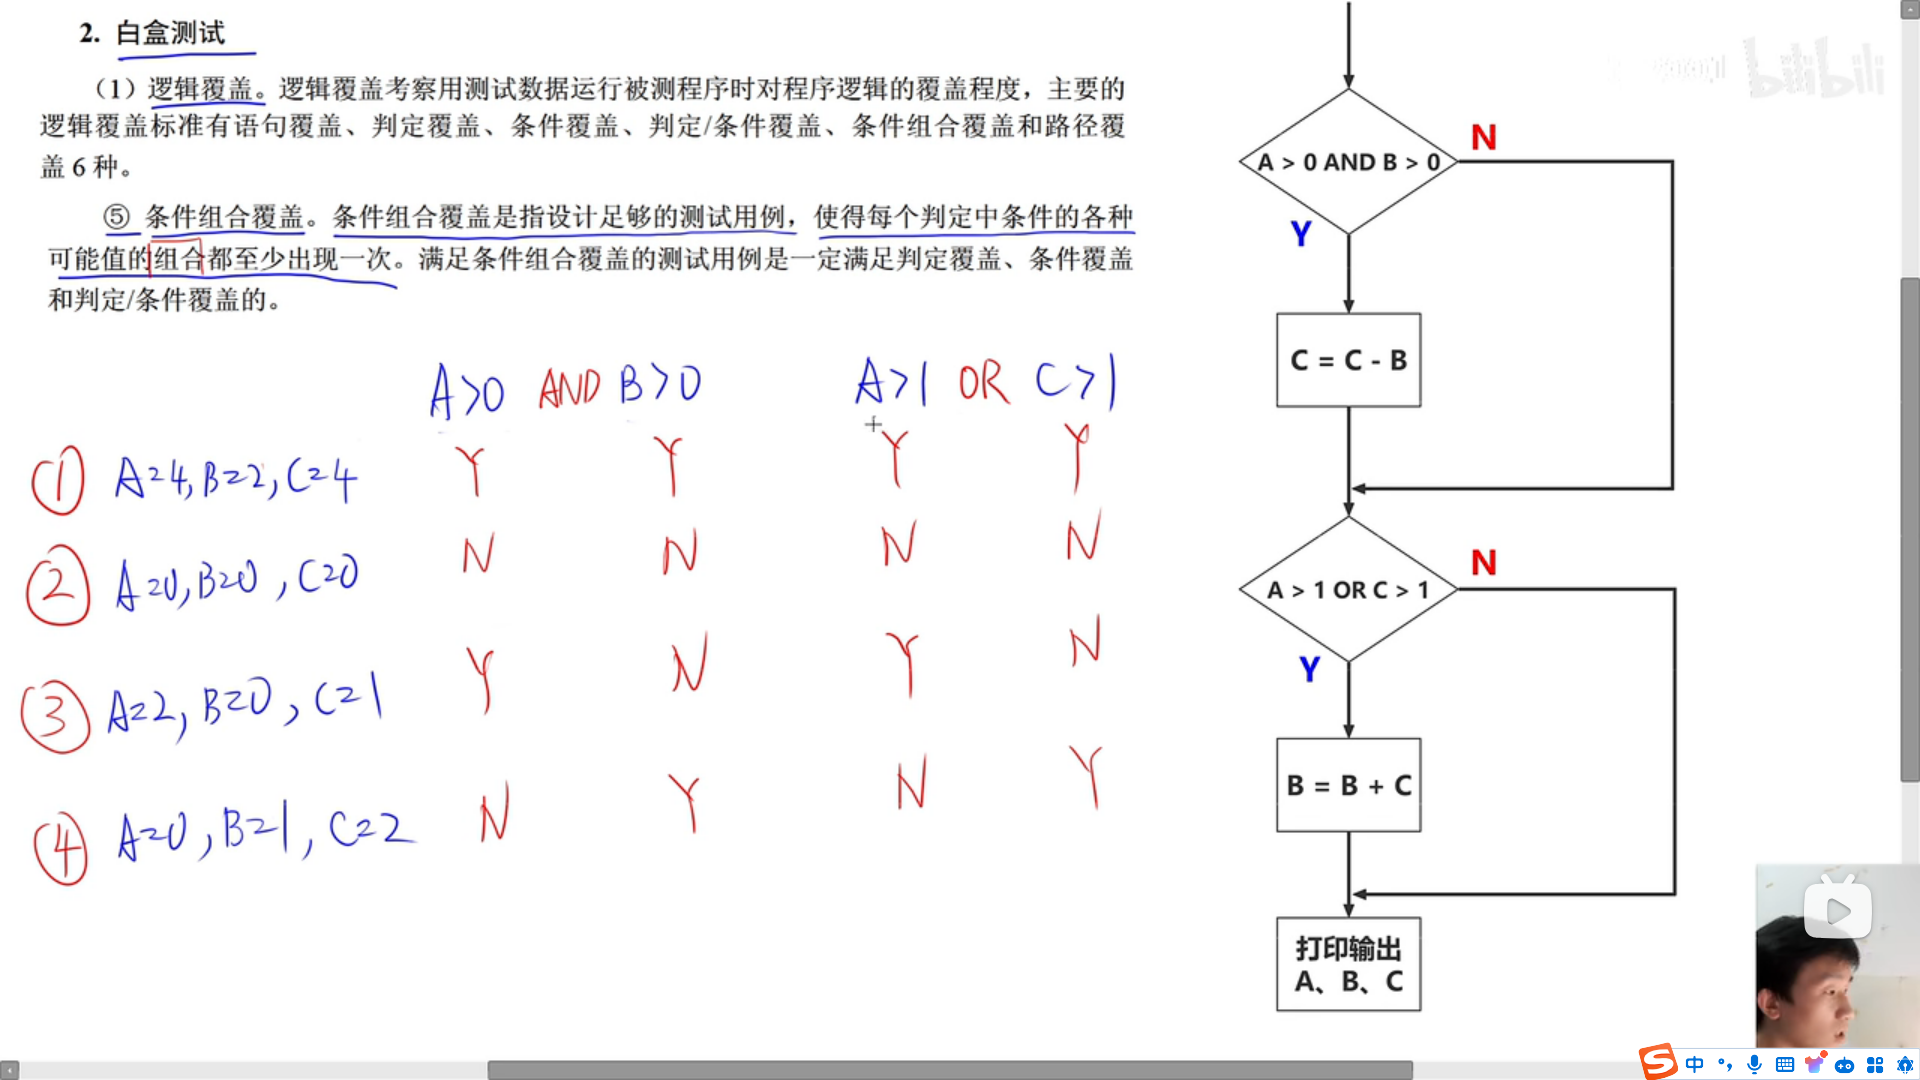 2. 白盒测试
（1）逻辑覆盖。逻辑覆盖考察用测试数据运行被测程序时对程序逻辑的覆盖程度，主要的
逻辑覆盖标准有语句覆盖、判定覆盖、条件覆盖、判定/条件覆盖、条件组合覆盖和路径覆
盖 6 种。
⑤ 条件组合覆盖。条件组合覆盖是指设计足够的测试用例，使得每个判定中条件的各种
可能值的组合都至少出现一次。满足条件组合覆盖的测试用例是一定满足判定覆盖、条件覆盖
和判定/条件覆盖的。
A>0 AND B>0 A>1 OR C>1
① A=4,B=2,C=4 Y Y Y Y
② A=0,B=0,C=0 N N N N
③ A=2,B=0,C=1 Y N Y N
④ A=0,B=1,C=2 N Y N Y
A > 0 AND B > 0
N
Y
C = C - B
A > 1 OR C > 1
N
Y
B = B + C
打印输出
A、B、C
bilibili
中